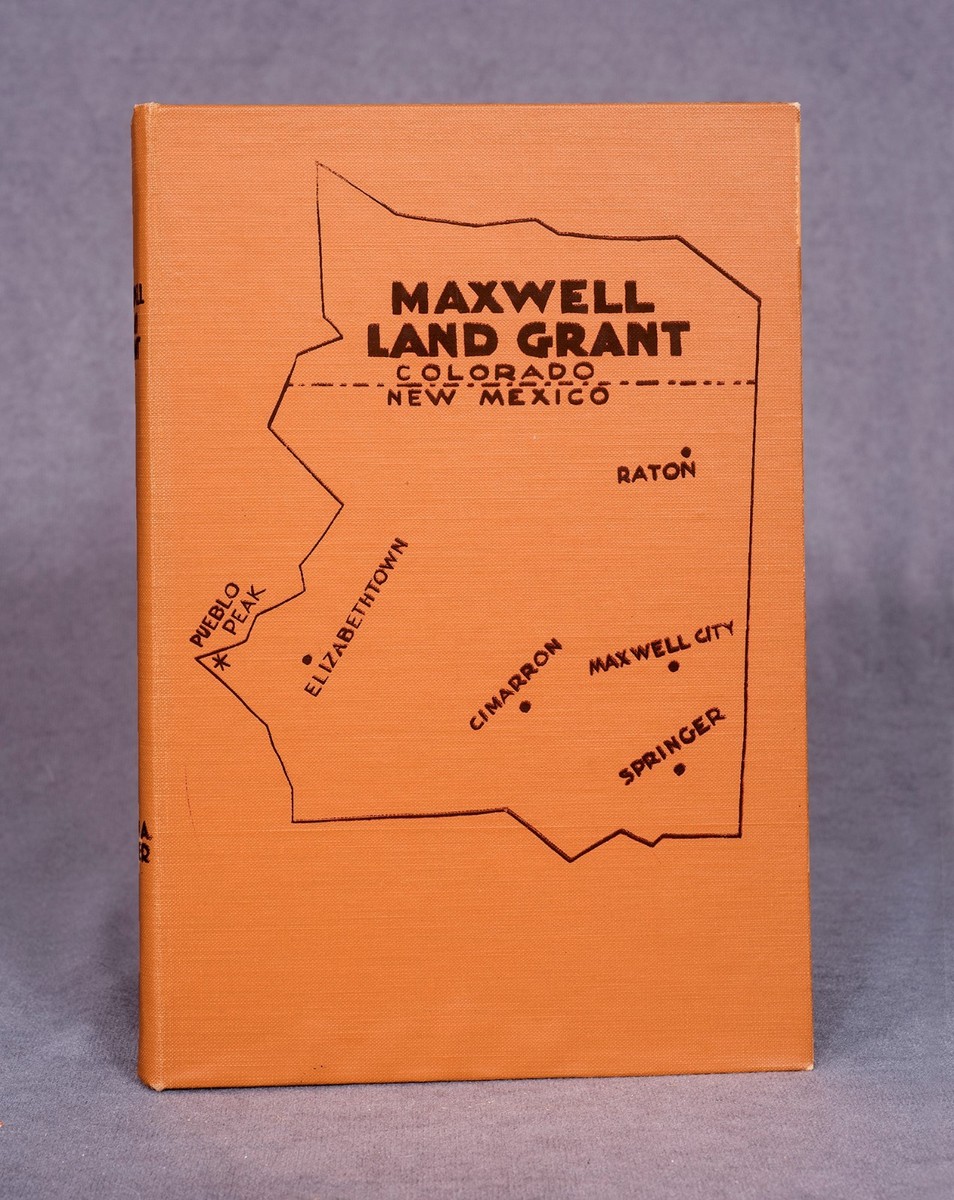 MAXWELL
LAND GRANT
COLORADO
NEW MEXICO
RATON
PUEBLO
PEAK
ELIZABETHTOWN
CIMARRON
MAXWELL CITY
SPRINGER